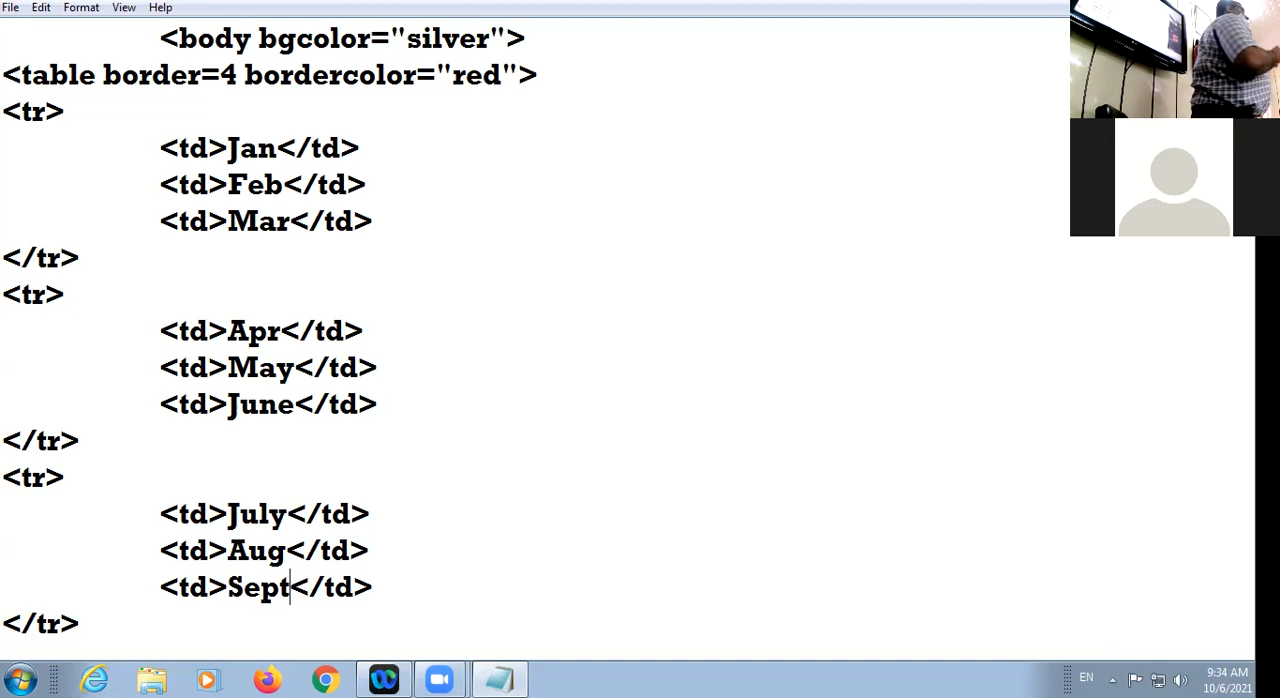 File Edit Format View Help
<body bgcolor="silver">
<table border=4 bordercolor="red">
<tr>
<td>Jan</td>
<td>Feb</td>
<td>Mar</td>
</tr>
<tr>
<td>Apr</td>
<td>May</td>
<td>June</td>
</tr>
<tr>
<td>July</td>
<td>Aug</td>
<td>Sept</td>
</tr>
EN
9:34 AM
10/6/2021